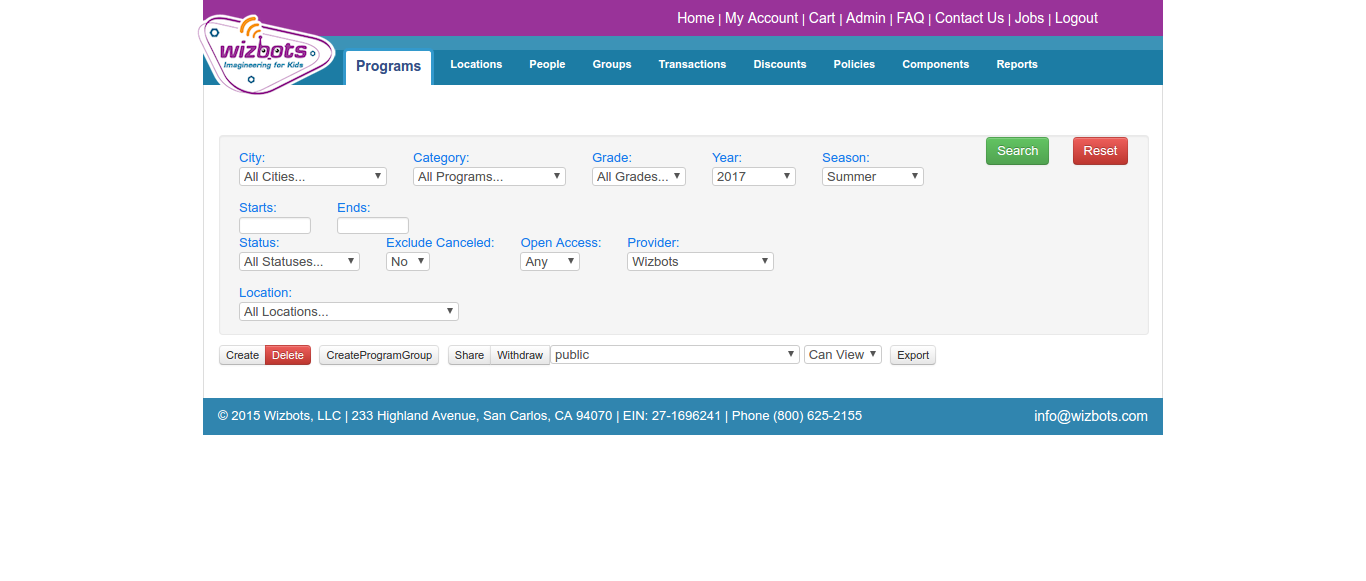 Home | My Account | Cart | Admin | FAQ | Contact Us | Jobs | Logout
wizbots
Imagineering for Kids
Programs Locations People Groups Transactions Discounts Policies Components Reports
Search Reset
City: Category: Grade: Year: Season:
All Cities... All Programs... All Grades... 2017 Summer
Starts: Ends:
Status: Exclude Canceled: Open Access: Provider:
All Statuses... No Any Wizbots
Location:
All Locations...
Create Delete CreateProgramGroup Share Withdraw public Can View Export
© 2015 Wizbots, LLC | 233 Highland Avenue, San Carlos, CA 94070 | EIN: 27-1696241 | Phone (800) 625-2155 info@wizbots.com